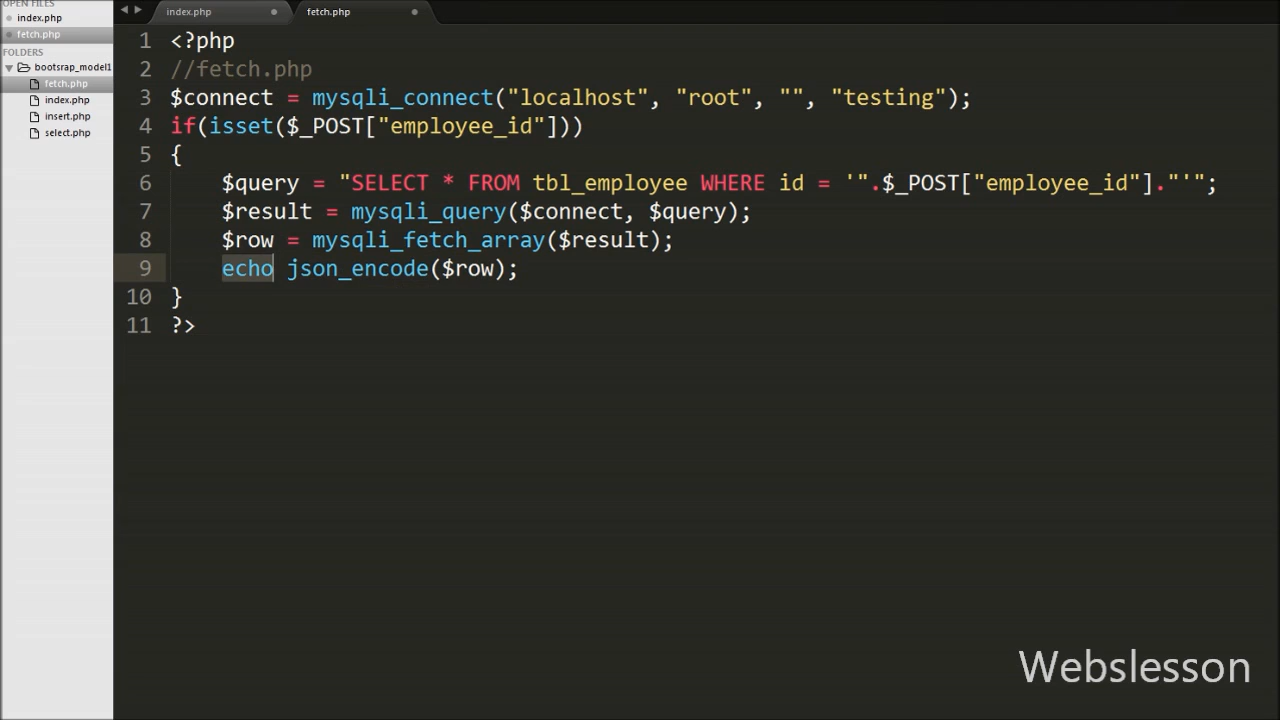 OPEN FILES
index.php
fetch.php
FOLDERS
bootsrap_model1
fetch.php
index.php
insert.php
select.php
index.php
fetch.php
1 <?php
2 //fetch.php
3 $connect = mysqli_connect("localhost", "root", "", "testing");
4 if(isset($_POST["employee_id"]))
5 {
6 $query = "SELECT * FROM tbl_employee WHERE id = '".$_POST["employee_id"]."'";
7 $result = mysqli_query($connect, $query);
8 $row = mysqli_fetch_array($result);
9 echo json_encode($row);
10 }
11 ?>
Webslesson